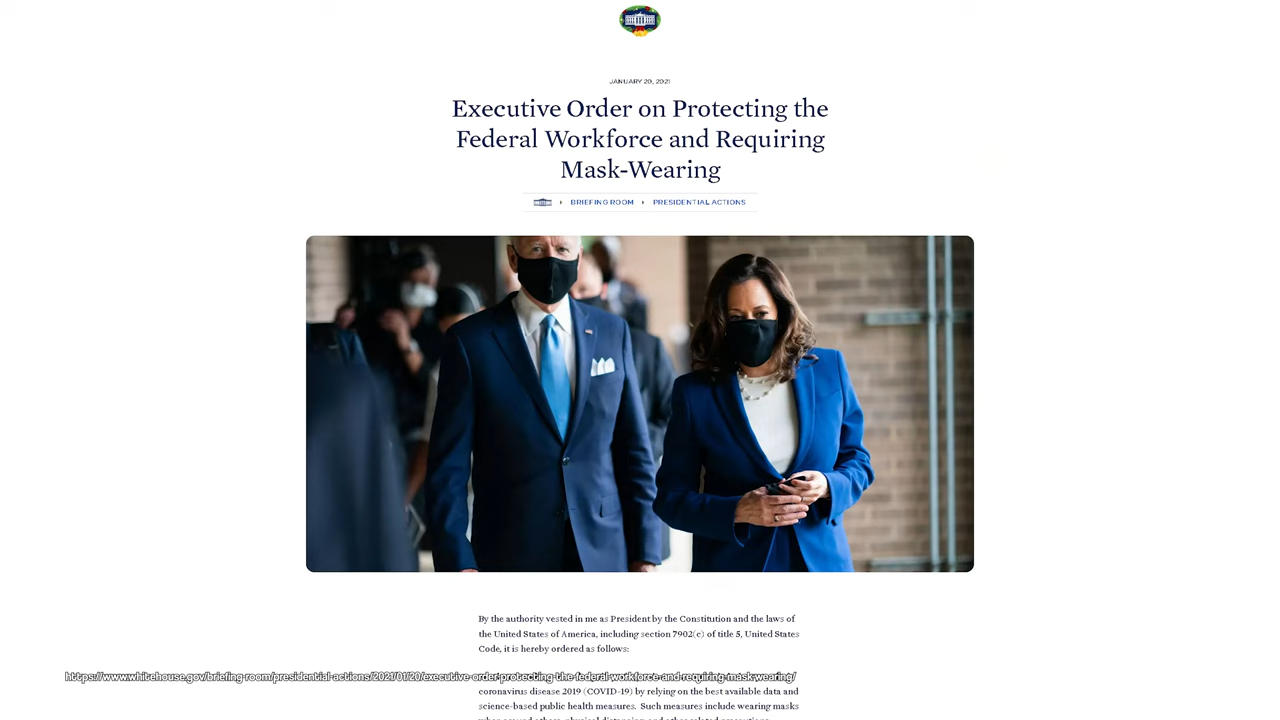 JANUARY 20, 2021
Executive Order on Protecting the
Federal Workforce and Requiring
Mask-Wearing
BRIEFING ROOM
PRESIDENTIAL ACTIONS
By the authority vested in me as President by the Constitution and the laws of
the United States of America, including section 7902(c) of title 5, United States
Code, it is hereby ordered as follows:
https://www.whitehouse.gov/briefing-room/presidential-actions/2021/01/20/executive-order-protecting-the-federal-workforce-and-requiring-mask-wearing/
coronavirus disease 2019 (COVID-19) by relying on the best available data and
science-based public health measures. Such measures include wearing masks